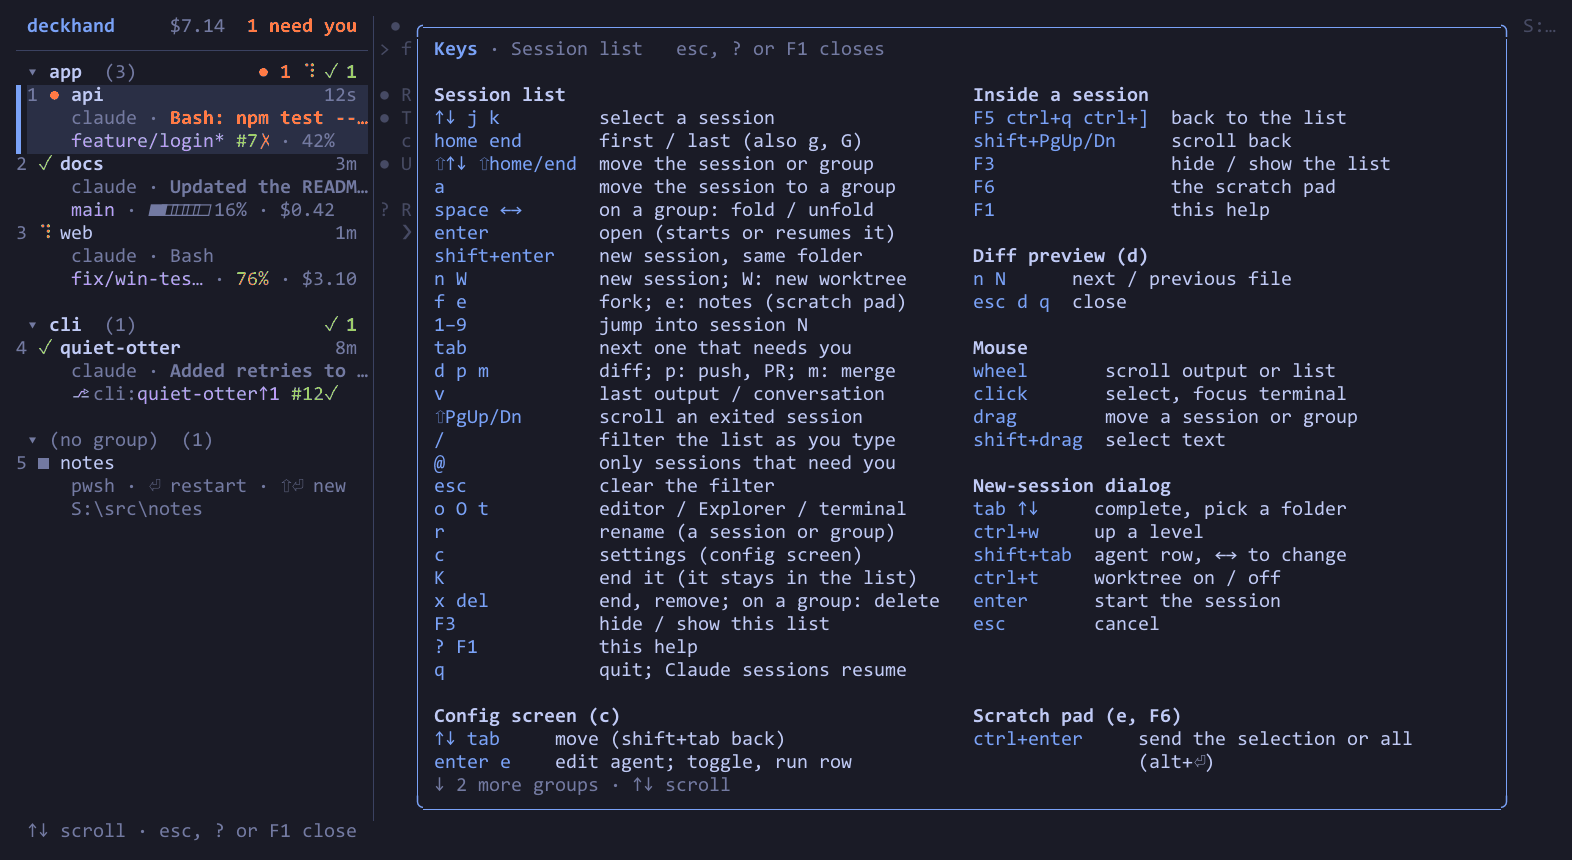 deckhand $7.14 1 need you
▾ app (3) ● 1 ⠹ ✓ 1
1 ● api 12s
claude · Bash: npm test --…
feature/login* #7✗ · 42%
2 ✓ docs 3m
claude · Updated the READM…
main · 16% · $0.42
3 ⠹ web 1m
claude · Bash
fix/win-tes… · 76% · $3.10
▾ cli (1) ✓ 1
4 ✓ quiet-otter 8m
claude · Added retries to …
⎇ cli:quiet-otter↑1 #12✓
▾ (no group) (1)
5 ■ notes
pwsh · ⏎ restart · ⇧⏎ new
S:\src\notes
↑↓ scroll · esc, ? or F1 close
●
> f
● R
● T
c
● U
? R
❯
S:…
Keys · Session list esc, ? or F1 closes
Session list
↑↓ j k select a session
home end first / last (also g, G)
⇧↑↓ ⇧home/end move the session or group
a move the session to a group
space ↔ on a group: fold / unfold
enter open (starts or resumes it)
shift+enter new session, same folder
n W new session; W: new worktree
f e fork; e: notes (scratch pad)
1–9 jump into session N
tab next one that needs you
d p m diff; p: push, PR; m: merge
v last output / conversation
⇧PgUp/Dn scroll an exited session
/ filter the list as you type
@ only sessions that need you
esc clear the filter
o O t editor / Explorer / terminal
r rename (a session or group)
c settings (config screen)
K end it (it stays in the list)
x del end, remove; on a group: delete
F3 hide / show this list
? F1 this help
q quit; Claude sessions resume
Config screen (c)
↑↓ tab move (shift+tab back)
enter e edit agent; toggle, run row
↓ 2 more groups · ↑↓ scroll
Inside a session
F5 ctrl+q ctrl+] back to the list
shift+PgUp/Dn scroll back
F3 hide / show the list
F6 the scratch pad
F1 this help
Diff preview (d)
n N next / previous file
esc d q close
Mouse
wheel scroll output or list
click select, focus terminal
drag move a session or group
shift+drag select text
New-session dialog
tab ↑↓ complete, pick a folder
ctrl+w up a level
shift+tab agent row, ↔ to change
ctrl+t worktree on / off
enter start the session
esc cancel
Scratch pad (e, F6)
ctrl+enter send the selection or all
(alt+⏎)